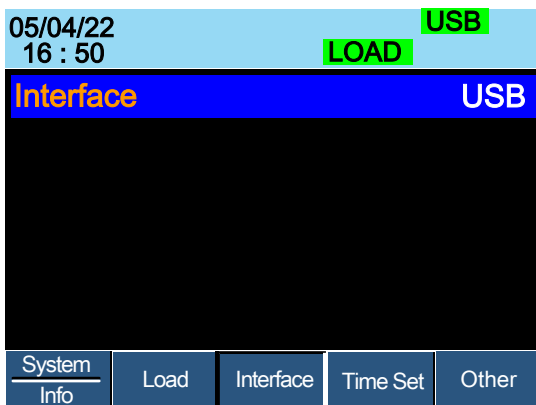 05/04/22 USB
16 : 50 LOAD
Interface USB
System
Info
Load
Interface
Time Set
Other